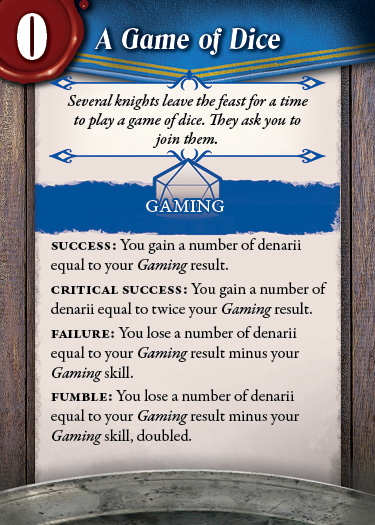 0
A Game of Dice
Several knights leave the feast for a time
to play a game of dice. They ask you to
join them.
GAMING
SUCCESS: You gain a number of denarii
equal to your Gaming result.
CRITICAL SUCCESS: You gain a number of
denarii equal to twice your Gaming result.
FAILURE: You lose a number of denarii
equal to your Gaming result minus your
Gaming skill.
FUMBLE: You lose a number of denarii
equal to your Gaming result minus your
Gaming skill, doubled.